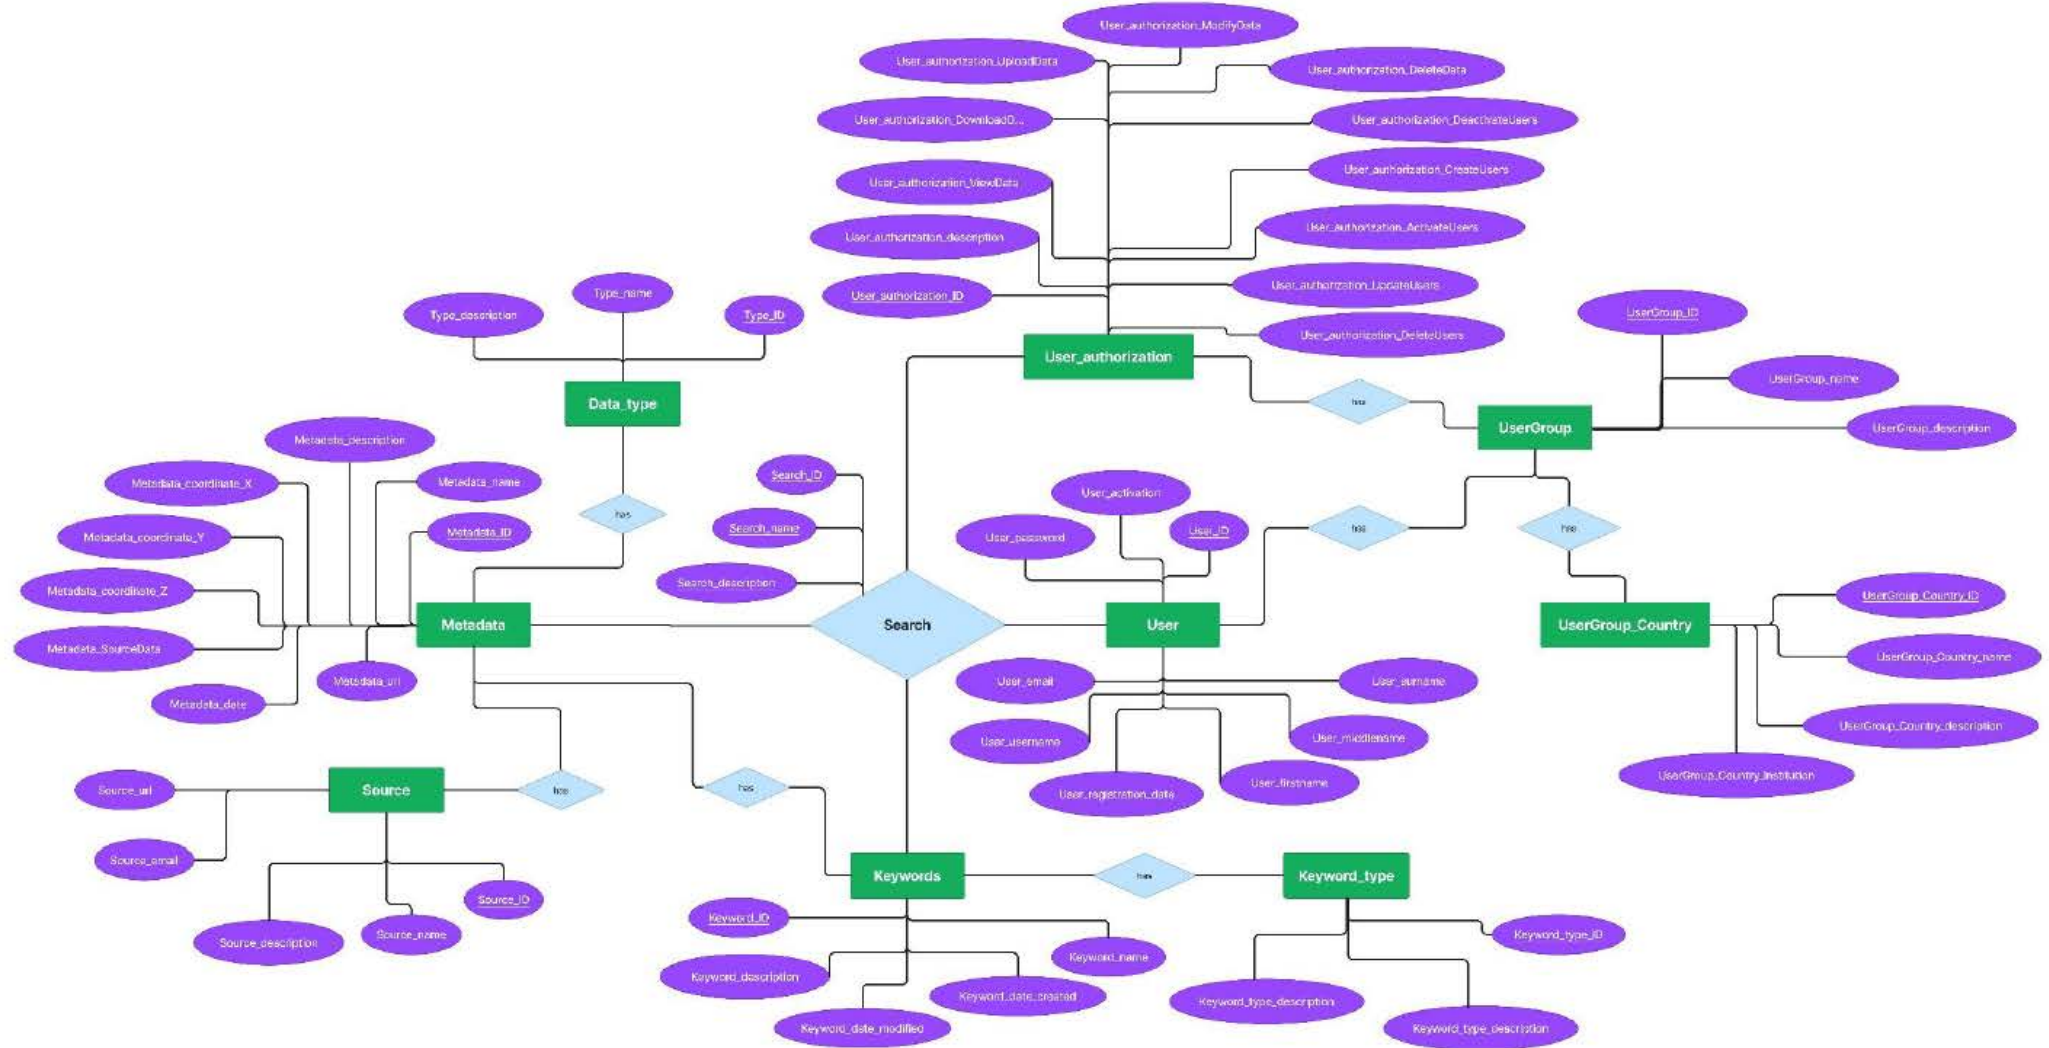 User_authorization_ModifyData
User_authorization_UploadData
User_authorization_DeleteData
User_authorization_DownloadD...
User_authorization_DeactivateUsers
User_authorization_CreateUsers
User_authorization_ViewData
User_authorization_ActivateUsers
User_authorization_description
User_authorization_UpdateUsers
User_authorization_ID
User_authorization_DeleteUsers
User_authorization
Type_name
Type_description
Type_ID
Data_type
has
UserGroup_ID
UserGroup_name
UserGroup_description
has
UserGroup
Metadata_description
Metadata_coordinate_X
Metadata_name
Metadata_coordinate_Y
Metadata_ID
Metadata_coordinate_Z
Metadata_SourceData
Metadata_url
Metadata_date
Metadata
Search_ID
Search_name
Search_description
Search
User_activation
User_password
User_ID
has
has
User
UserGroup_Country
UserGroup_Country_ID
UserGroup_Country_name
UserGroup_Country_description
UserGroup_Country_Institution
User_email
User_surname
User_username
User_middlename
User_firstname
User_registration_date
Source_url
Source
has
has
Source_email
Source_ID
Source_name
Source_description
Keywords
has
Keyword_type
Keyword_ID
Keyword_name
Keyword_description
Keyword_date_created
Keyword_date_modified
Keyword_type_ID
Keyword_type_description
Keyword_type_description